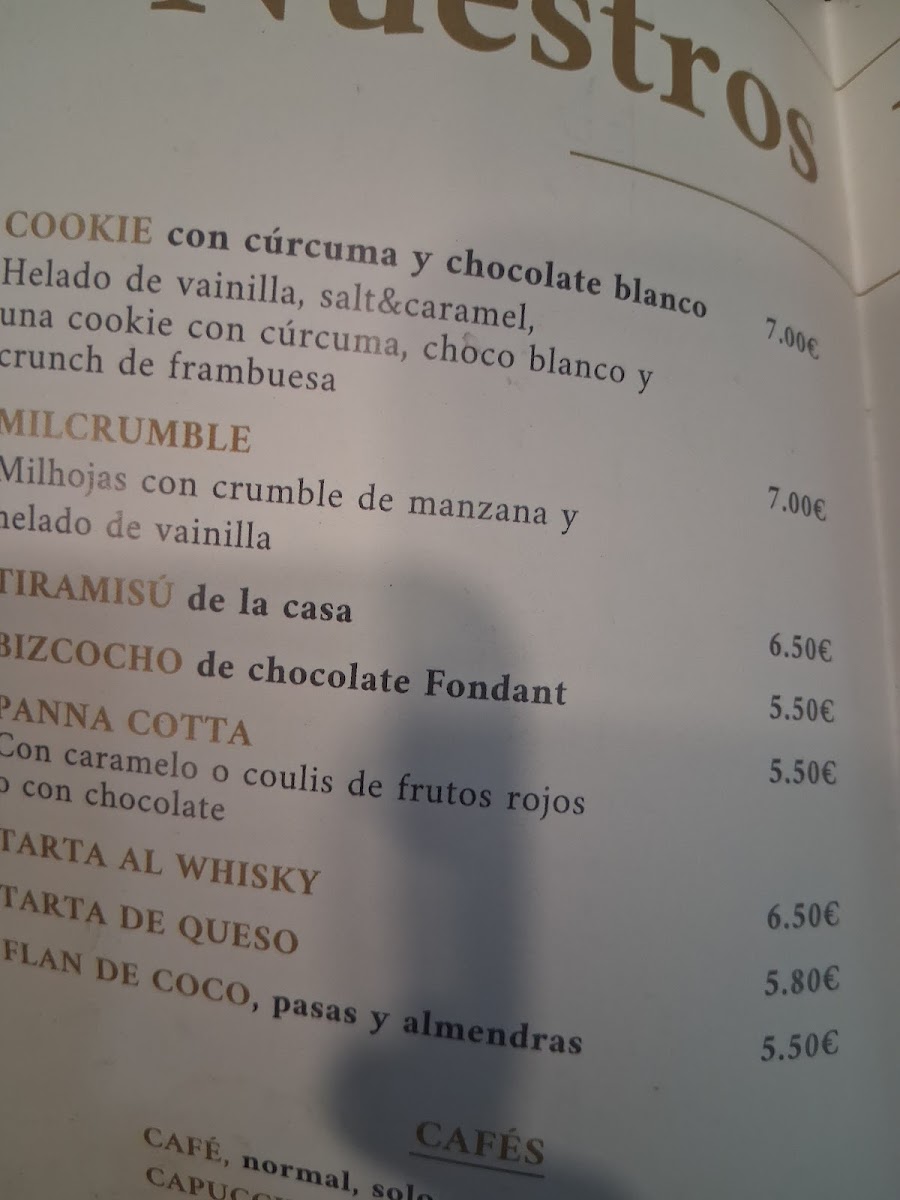 Nuestros
COOKIE con cúrcuma y chocolate blanco 7.00€
Helado de vainilla, salt&caramel,
una cookie con cúrcuma, choco blanco y
crunch de frambuesa
MILCRUMBLE 7.00€
Milhojas con crumble de manzana y
helado de vainilla
TIRAMISÚ de la casa 6.50€
BIZCOCHO de chocolate Fondant 5.50€
PANNA COTTA 5.50€
Con caramelo o coulis de frutos rojos
o con chocolate
TARTA AL WHISKY 6.50€
TARTA DE QUESO 5.80€
FLAN DE COCO, pasas y almendras 5.50€
CAFÉS
CAFÉ, normal, solo